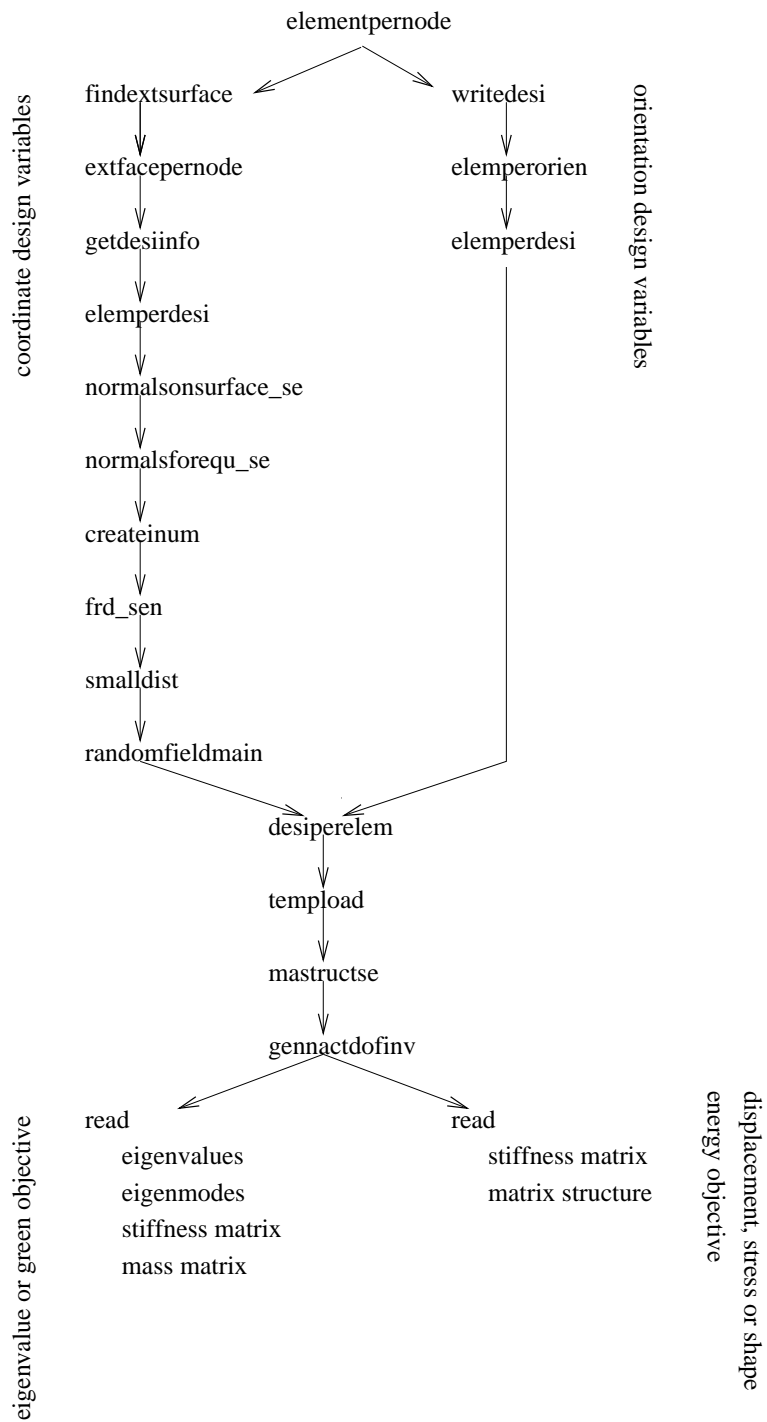 elementpernode
coordinate design variables
findextsurface
extfacepernode
getdesiinfo
elemperdesi
normalsonsurface_se
normalsforequ_se
createinum
frd_sen
smalldist
randomfieldmain
writedesi
elemperorien
elemperdesi
orientation design variables
desiperelem
tempload
mastructse
gennactdofinv
eigenvalue or green objective
read
eigenvalues
eigenmodes
stiffness matrix
mass matrix
read
stiffness matrix
matrix structure
displacement, stress or shape
energy objective